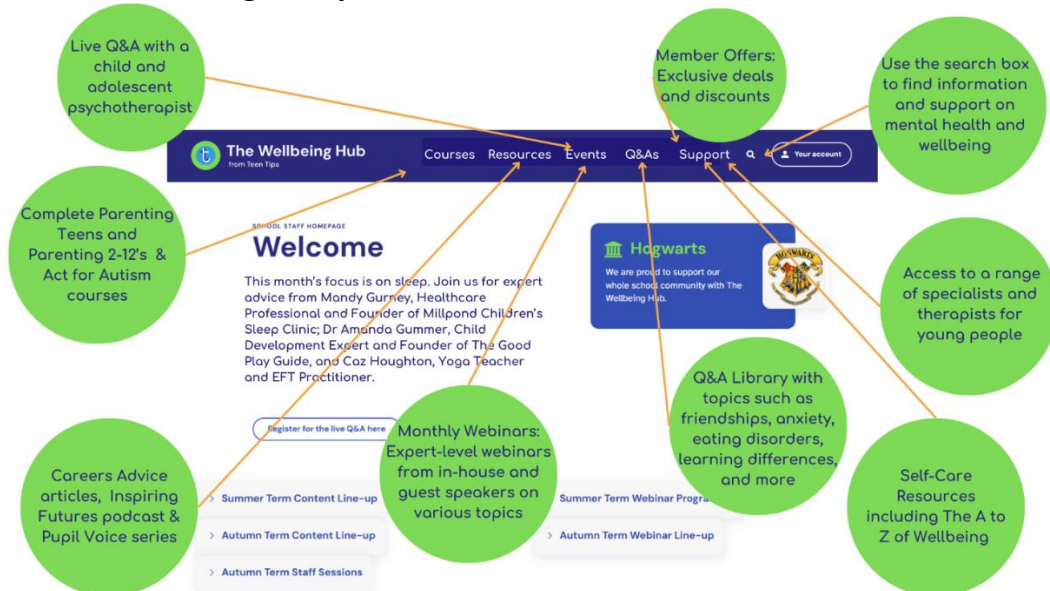 Live Q&A with a
child and
adolescent
psychotherapist
Member Offers:
Exclusive deals
and discounts
Use the search box
to find information
and support on
mental health and
wellbeing
The Wellbeing Hub
from Teen Tips
Courses Resources Events Q&As Support
Your account
Complete Parenting
Teens and
Parenting 2-12's &
Act for Autism
courses
SCHOOL STAFF HOMEPAGE
Welcome
This month's focus is on sleep. Join us for expert
advice from Mandy Gurney, Healthcare
Professional and Founder of Millpond Children's
Sleep Clinic; Dr Amanda Gummer, Child
Development Expert and Founder of The Good
Play Guide, and Caz Houghton, Yoga Teacher
and EFT Practitioner.
Register for the live Q&A here
Hogwarts
We are proud to support our
whole school community with The
Wellbeing Hub.
HOGWARTS
Access to a range
of specialists and
therapists for
young people
Q&A Library with
topics such as
friendships, anxiety,
eating disorders,
learning differences,
and more
Monthly Webinars:
Expert-level webinars
from in-house and
guest speakers on
various topics
Careers Advice
articles, Inspiring
Futures podcast &
Pupil Voice series
Self-Care
Resources
including The A to
Z of Wellbeing
> Summer Term Content Line-up
> Autumn Term Content Line-up
> Autumn Term Staff Sessions
Summer Term Webinar Progra
> Autumn Term Webinar Line-up